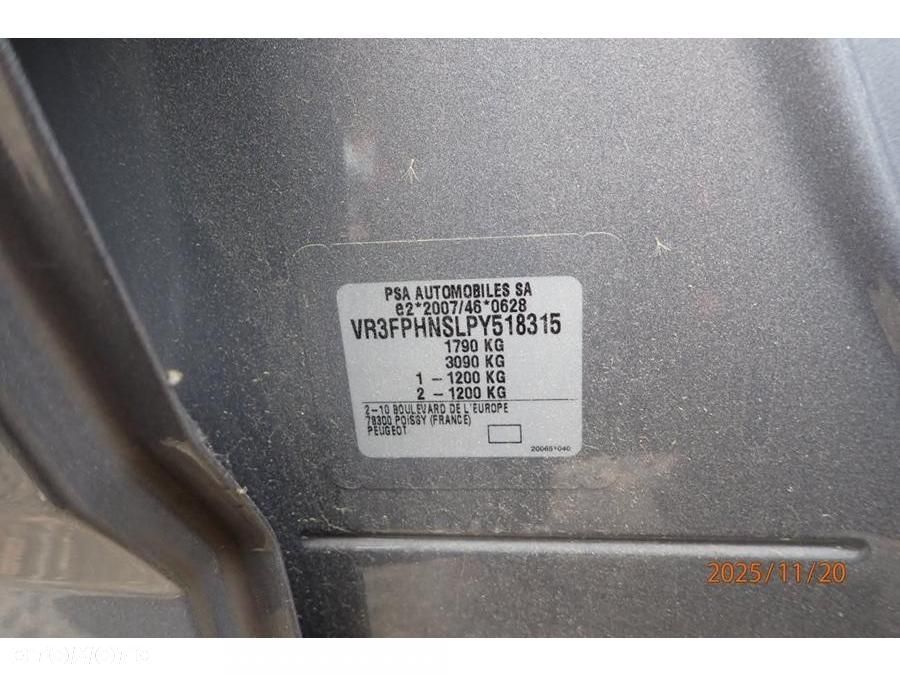 PSA AUTOMOBILES SA
e2*2007/46*0628
VR3FPHNSLPY518315
1790 KG
3090 KG
1 - 1200 KG
2 - 1200 KG
2-10 BOULEVARD DE L'EUROPE
78300 POISSY (FRANCE)
PEUGEOT
20065*040
2025/11/20
OTOMOTO